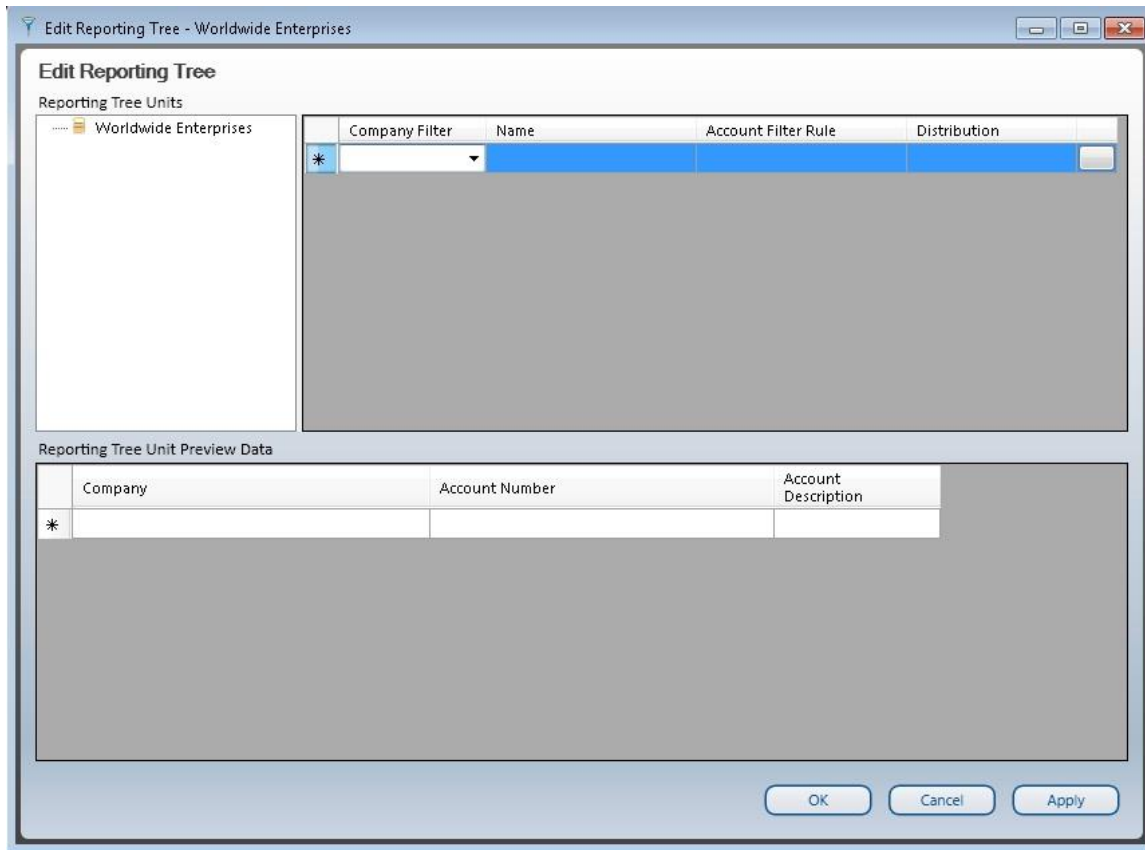 Edit Reporting Tree - Worldwide Enterprises
Edit Reporting Tree
Reporting Tree Units
Worldwide Enterprises
Company Filter Name Account Filter Rule Distribution
Reporting Tree Unit Preview Data
Company Account Number Account
Description
OK Cancel Apply